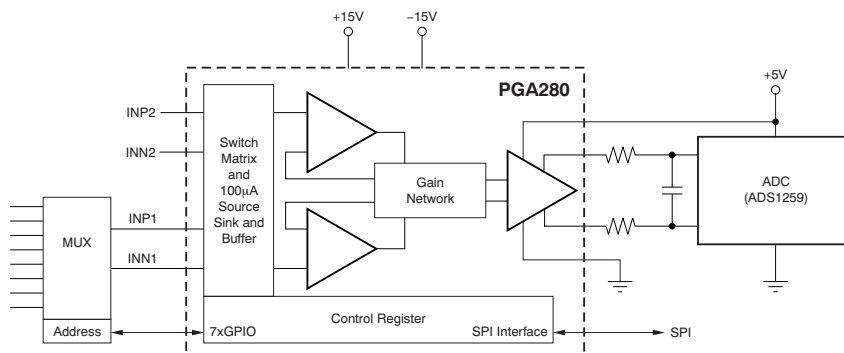 +15V
−15V
PGA280
+5V
INP2
INN2
INP1
INN1
Switch
Matrix
and
100μA
Source
Sink and
Buffer
Gain
Network
ADC
(ADS1259)
MUX
Address
7xGPIO
Control Register
SPI Interface
SPI